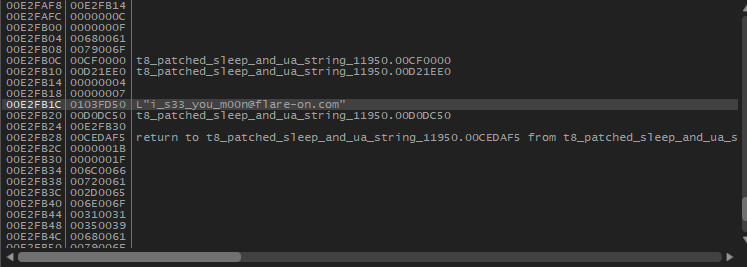 00E2FAF8 00E2FB14
00E2FAFC 0000000C
00E2FB00 0000000F
00E2FB04 00680061
00E2FB08 0079006F
00E2FB0C 00CF0000 t8_patched_sleep_and_ua_string_11950.00CF0000
00E2FB10 00D21EE0 t8_patched_sleep_and_ua_string_11950.00D21EE0
00E2FB14 00000004
00E2FB18 00000007
00E2FB1C 0103FD50 L"i_s33_you_m00n@flare-on.com"
00E2FB20 00D0DC50 t8_patched_sleep_and_ua_string_11950.00D0DC50
00E2FB24 00E2FB30
00E2FB28 00CEDAF5 return to t8_patched_sleep_and_ua_string_11950.00CEDAF5 from t8_patched_sleep_and_ua_s
00E2FB2C 0000001B
00E2FB30 0000001F
00E2FB34 006C0066
00E2FB38 00720061
00E2FB3C 002D0065
00E2FB40 006E006F
00E2FB44 00310031
00E2FB48 00350039
00E2FB4C 00680061
00E2FB50 0079006F